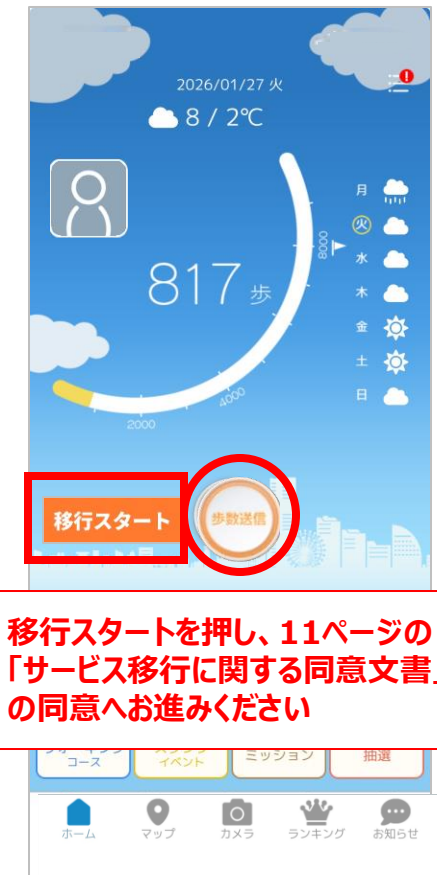 2026/01/27 火
8 / 2℃
月
火
817 歩
8000
水
木
金
土
日
4000
2000
移行スタート
歩数送信
移行スタートを押し、11ページの
「サービス移行に関する同意文書」
の同意へお進みください
コース
イベント
ミッション
抽選
ホーム
マップ
カメラ
ランキング
お知らせ